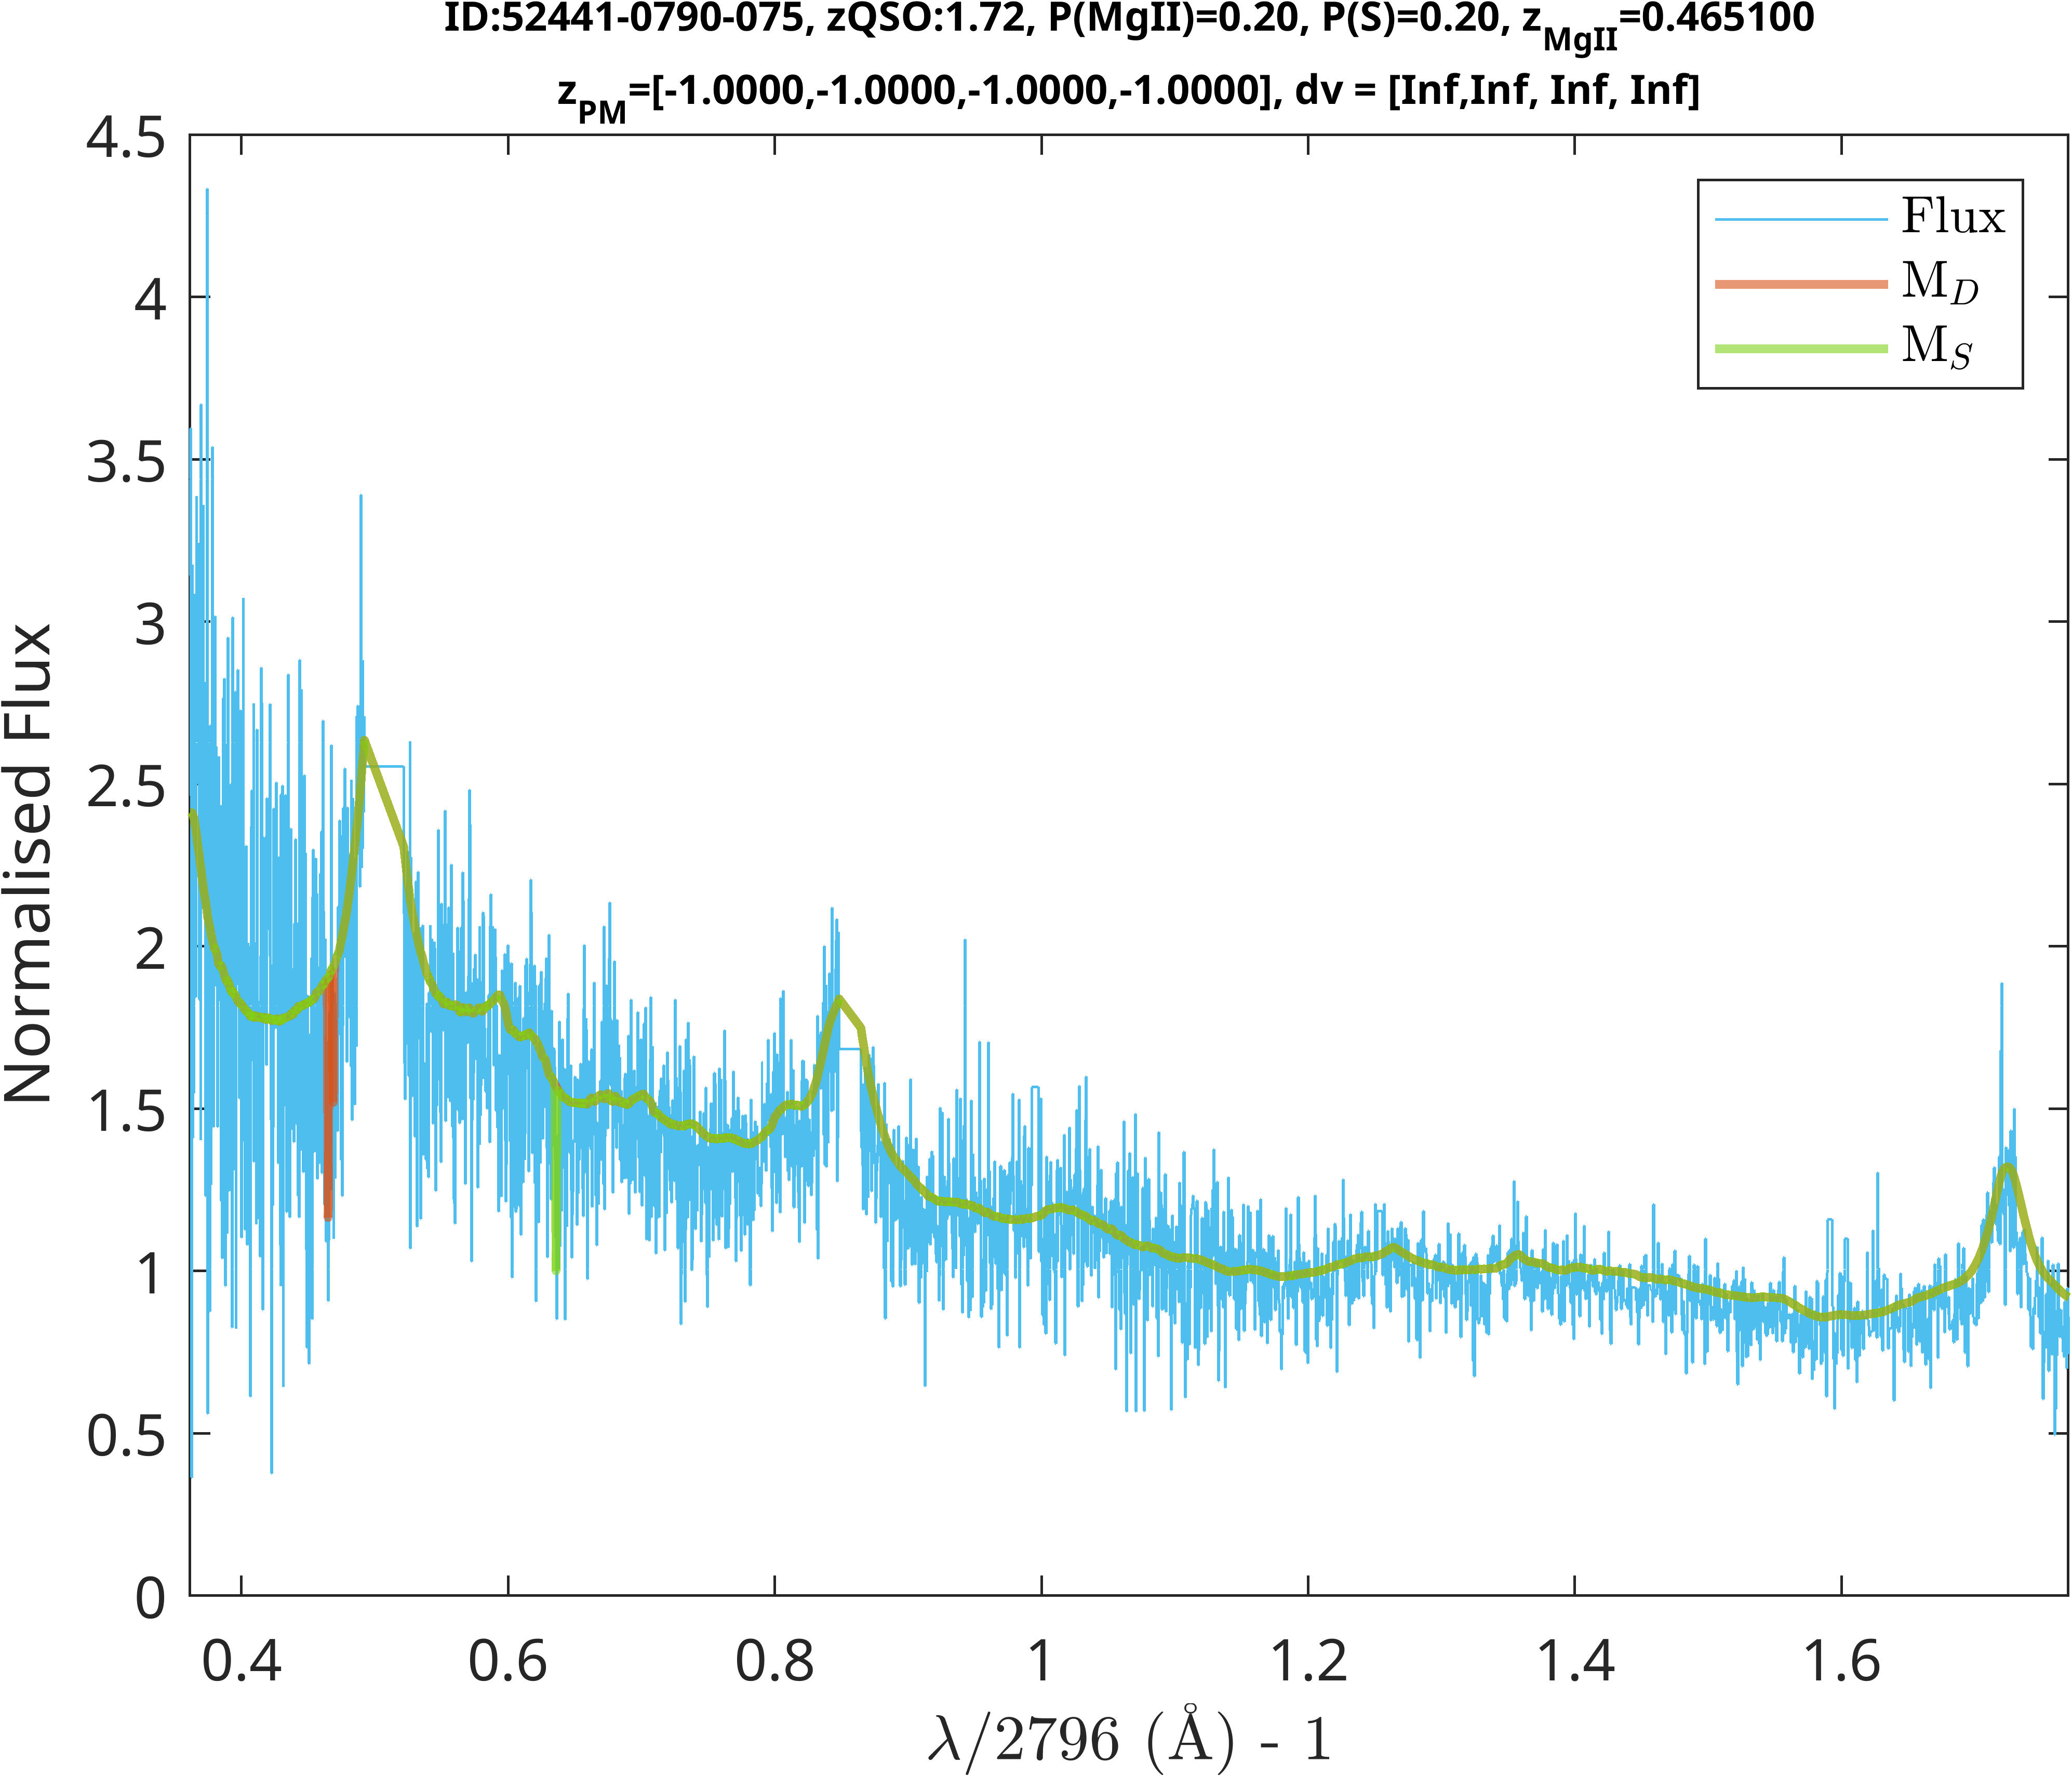 ID:52441-0790-075, zQSO:1.72, P(MgII)=0.20, P(S)=0.20, zMgII=0.465100
zPM=[-1.0000,-1.0000,-1.0000,-1.0000], dv = [Inf,Inf, Inf, Inf]
4.5
4
3.5
3
2.5
2
1.5
1
0.5
0
Normalised Flux
Flux
MD
MS
0.4 0.6 0.8 1 1.2 1.4 1.6
λ/2796 (Å) - 1